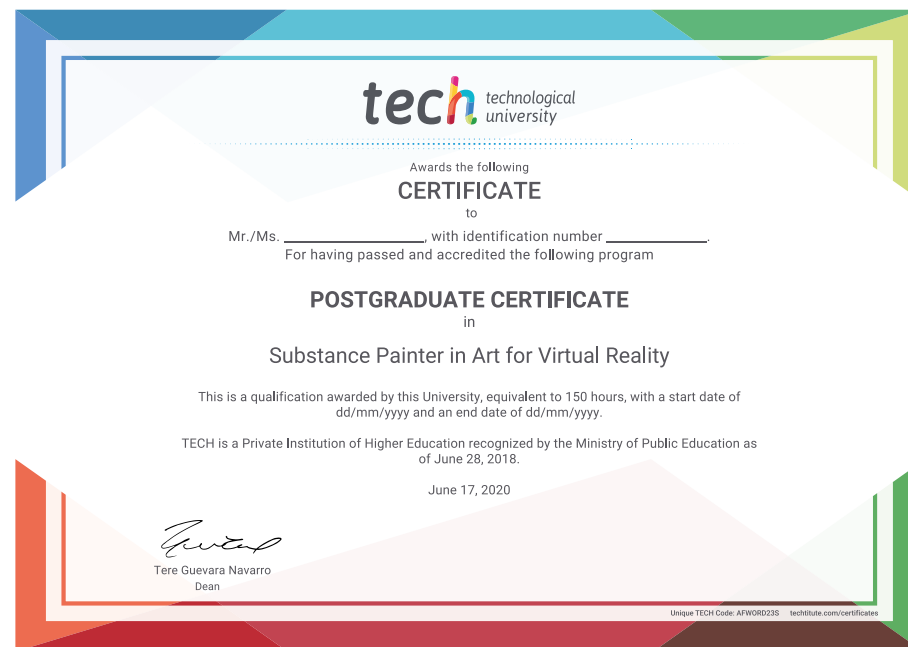 tech technological
university
Awards the following
CERTIFICATE
to
Mr./Ms. ____________, with identification number ____________.
For having passed and accredited the following program
POSTGRADUATE CERTIFICATE
in
Substance Painter in Art for Virtual Reality
This is a qualification awarded by this University, equivalent to 150 hours, with a start date of
dd/mm/yyyy and an end date of dd/mm/yyyy.
TECH is a Private Institution of Higher Education recognized by the Ministry of Public Education as
of June 28, 2018.
June 17, 2020
Tere Guevara Navarro
Dean
Unique TECH Code: AFWORD23S techtitute.com/certificates